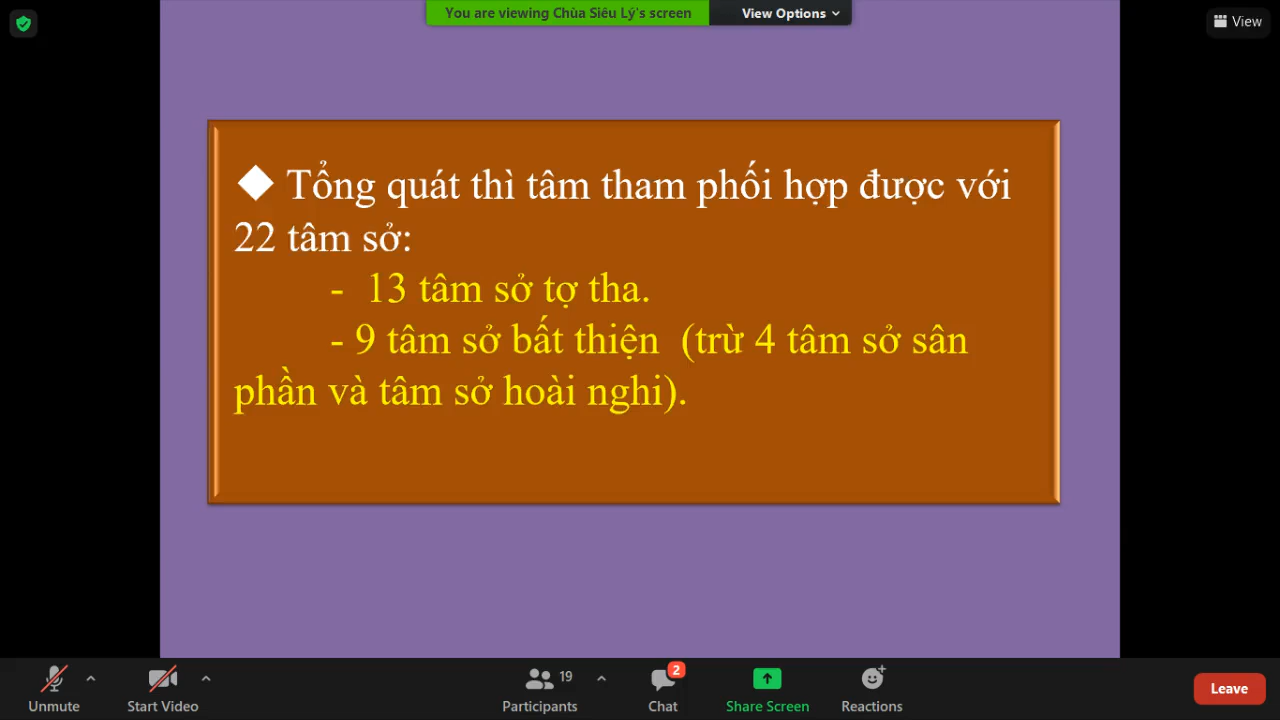 You are viewing Chùa Siêu Lý's screen
View Options
View
◆ Tổng quát thì tâm tham phối hợp được với
22 tâm sở:
- 13 tâm sở tợ tha.
- 9 tâm sở bất thiện (trừ 4 tâm sở sân
phần và tâm sở hoài nghi).
Unmute
Start Video
Participants
19
Chat
2
Share Screen
Reactions
Leave